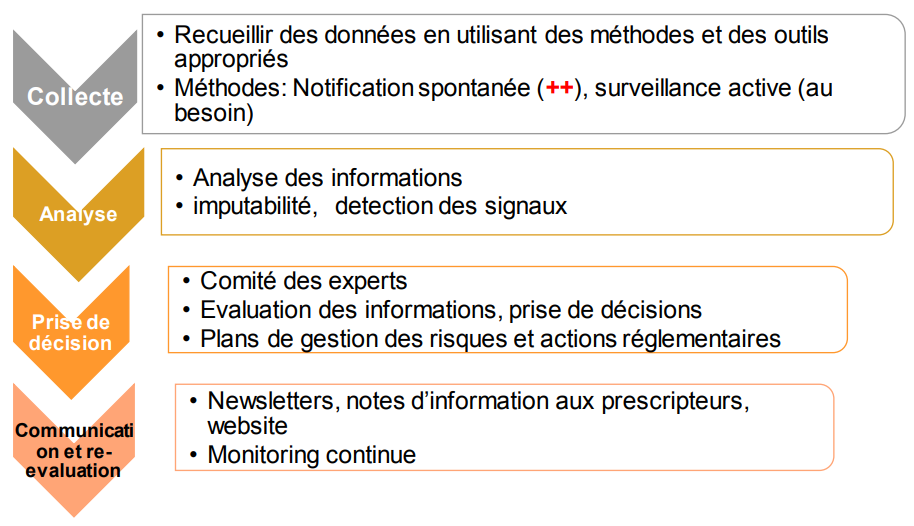 Collecte
• Recueillir des données en utilisant des méthodes et des outils
appropriés
• Méthodes: Notification spontanée (++), surveillance active (au
besoin)
Analyse
• Analyse des informations
• imputabilité, detection des signaux
Prise de
décision
• Comité des experts
• Evaluation des informations, prise de décisions
• Plans de gestion des risques et actions réglementaires
Communicati
on et re-
evaluation
• Newsletters, notes d’information aux prescripteurs,
website
• Monitoring continue